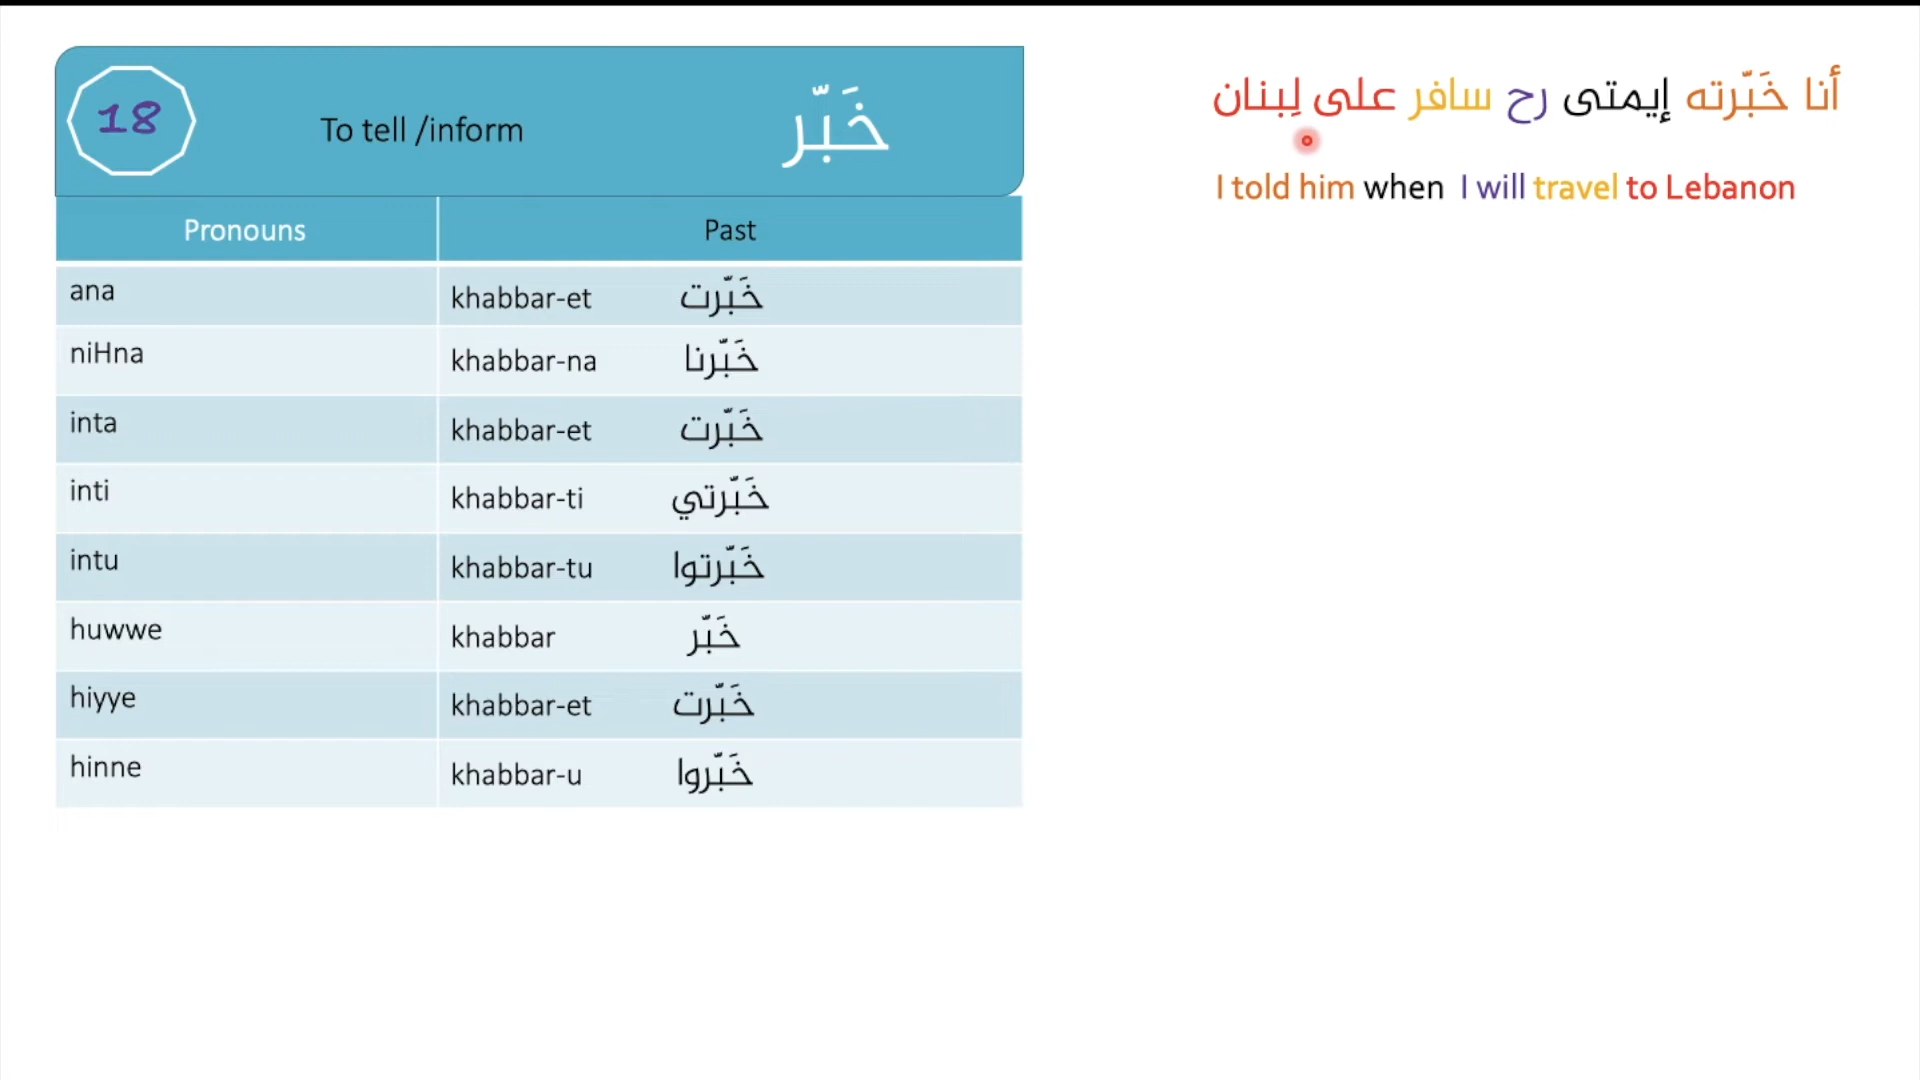 18 To tell /inform خَبّر
Pronouns Past
ana khabbar-et خَبّرت
niHna khabbar-na خَبّرنا
inta khabbar-et خَبّرت
inti khabbar-ti خَبّرتي
intu khabbar-tu خَبّرتوا
huwwe khabbar خَبّر
hiyye khabbar-et خَبّرت
hinne khabbar-u خَبّروا
أنا خَبّرته إيمتى رح سافر على لِبنان
I told him when I will travel to Lebanon